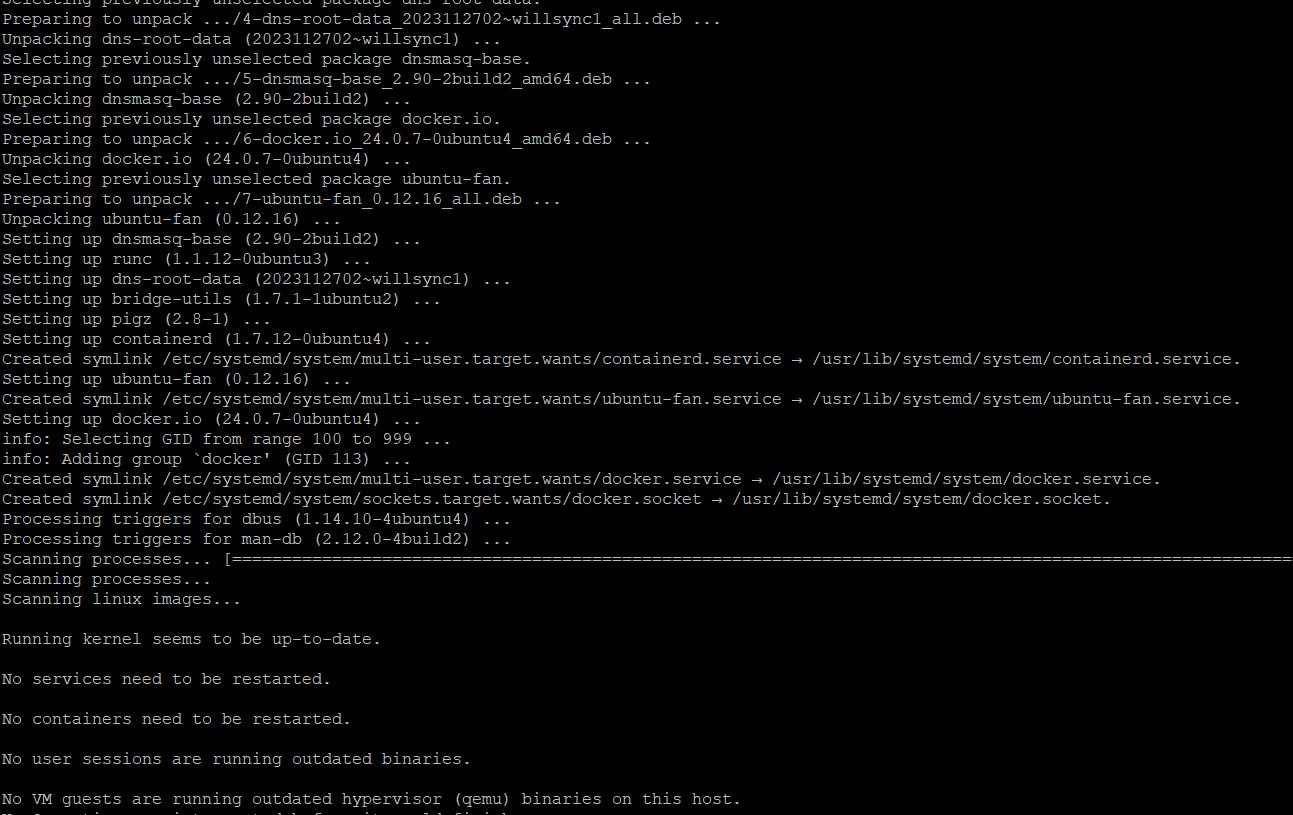 Selecting previously unselected package dns-root-data.
Preparing to unpack .../4-dns-root-data_2023112702~willsync1_all.deb ...
Unpacking dns-root-data (2023112702~willsync1) ...
Selecting previously unselected package dnsmasq-base.
Preparing to unpack .../5-dnsmasq-base_2.90-2build2_amd64.deb ...
Unpacking dnsmasq-base (2.90-2build2) ...
Selecting previously unselected package docker.io.
Preparing to unpack .../6-docker.io_24.0.7-0ubuntu4_amd64.deb ...
Unpacking docker.io (24.0.7-0ubuntu4) ...
Selecting previously unselected package ubuntu-fan.
Preparing to unpack .../7-ubuntu-fan_0.12.16_all.deb ...
Unpacking ubuntu-fan (0.12.16) ...
Setting up dnsmasq-base (2.90-2build2) ...
Setting up runc (1.1.12-0ubuntu3) ...
Setting up dns-root-data (2023112702~willsync1) ...
Setting up bridge-utils (1.7.1-1ubuntu2) ...
Setting up pigz (2.8-1) ...
Setting up containerd (1.7.12-0ubuntu4) ...
Created symlink /etc/systemd/system/multi-user.target.wants/containerd.service → /usr/lib/systemd/system/containerd.service.
Setting up ubuntu-fan (0.12.16) ...
Created symlink /etc/systemd/system/multi-user.target.wants/ubuntu-fan.service → /usr/lib/systemd/system/ubuntu-fan.service.
Setting up docker.io (24.0.7-0ubuntu4) ...
info: Selecting GID from range 100 to 999 ...
info: Adding group `docker' (GID 113) ...
Created symlink /etc/systemd/system/multi-user.target.wants/docker.service → /usr/lib/systemd/system/docker.service.
Created symlink /etc/systemd/system/sockets.target.wants/docker.socket → /usr/lib/systemd/system/docker.socket.
Processing triggers for dbus (1.14.10-4ubuntu4) ...
Processing triggers for man-db (2.12.0-4build2) ...
Scanning processes... [==========================================================================================================
Scanning processes...
Scanning linux images...

Running kernel seems to be up-to-date.

No services need to be restarted.

No containers need to be restarted.

No user sessions are running outdated binaries.

No VM guests are running outdated hypervisor (qemu) binaries on this host.